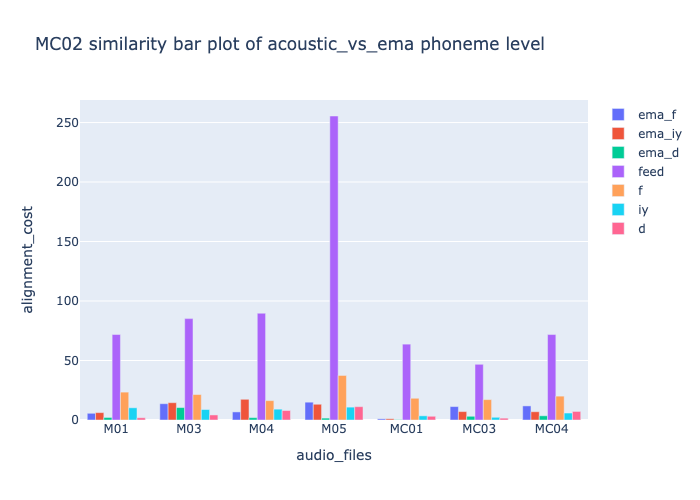 MC02 similarity bar plot of acoustic_vs_ema phoneme level
ema_f
ema_iy
ema_d
feed
f
iy
d
alignment_cost
250
200
150
100
50
0
M01 M03 M04 M05 MC01 MC03 MC04
audio_files